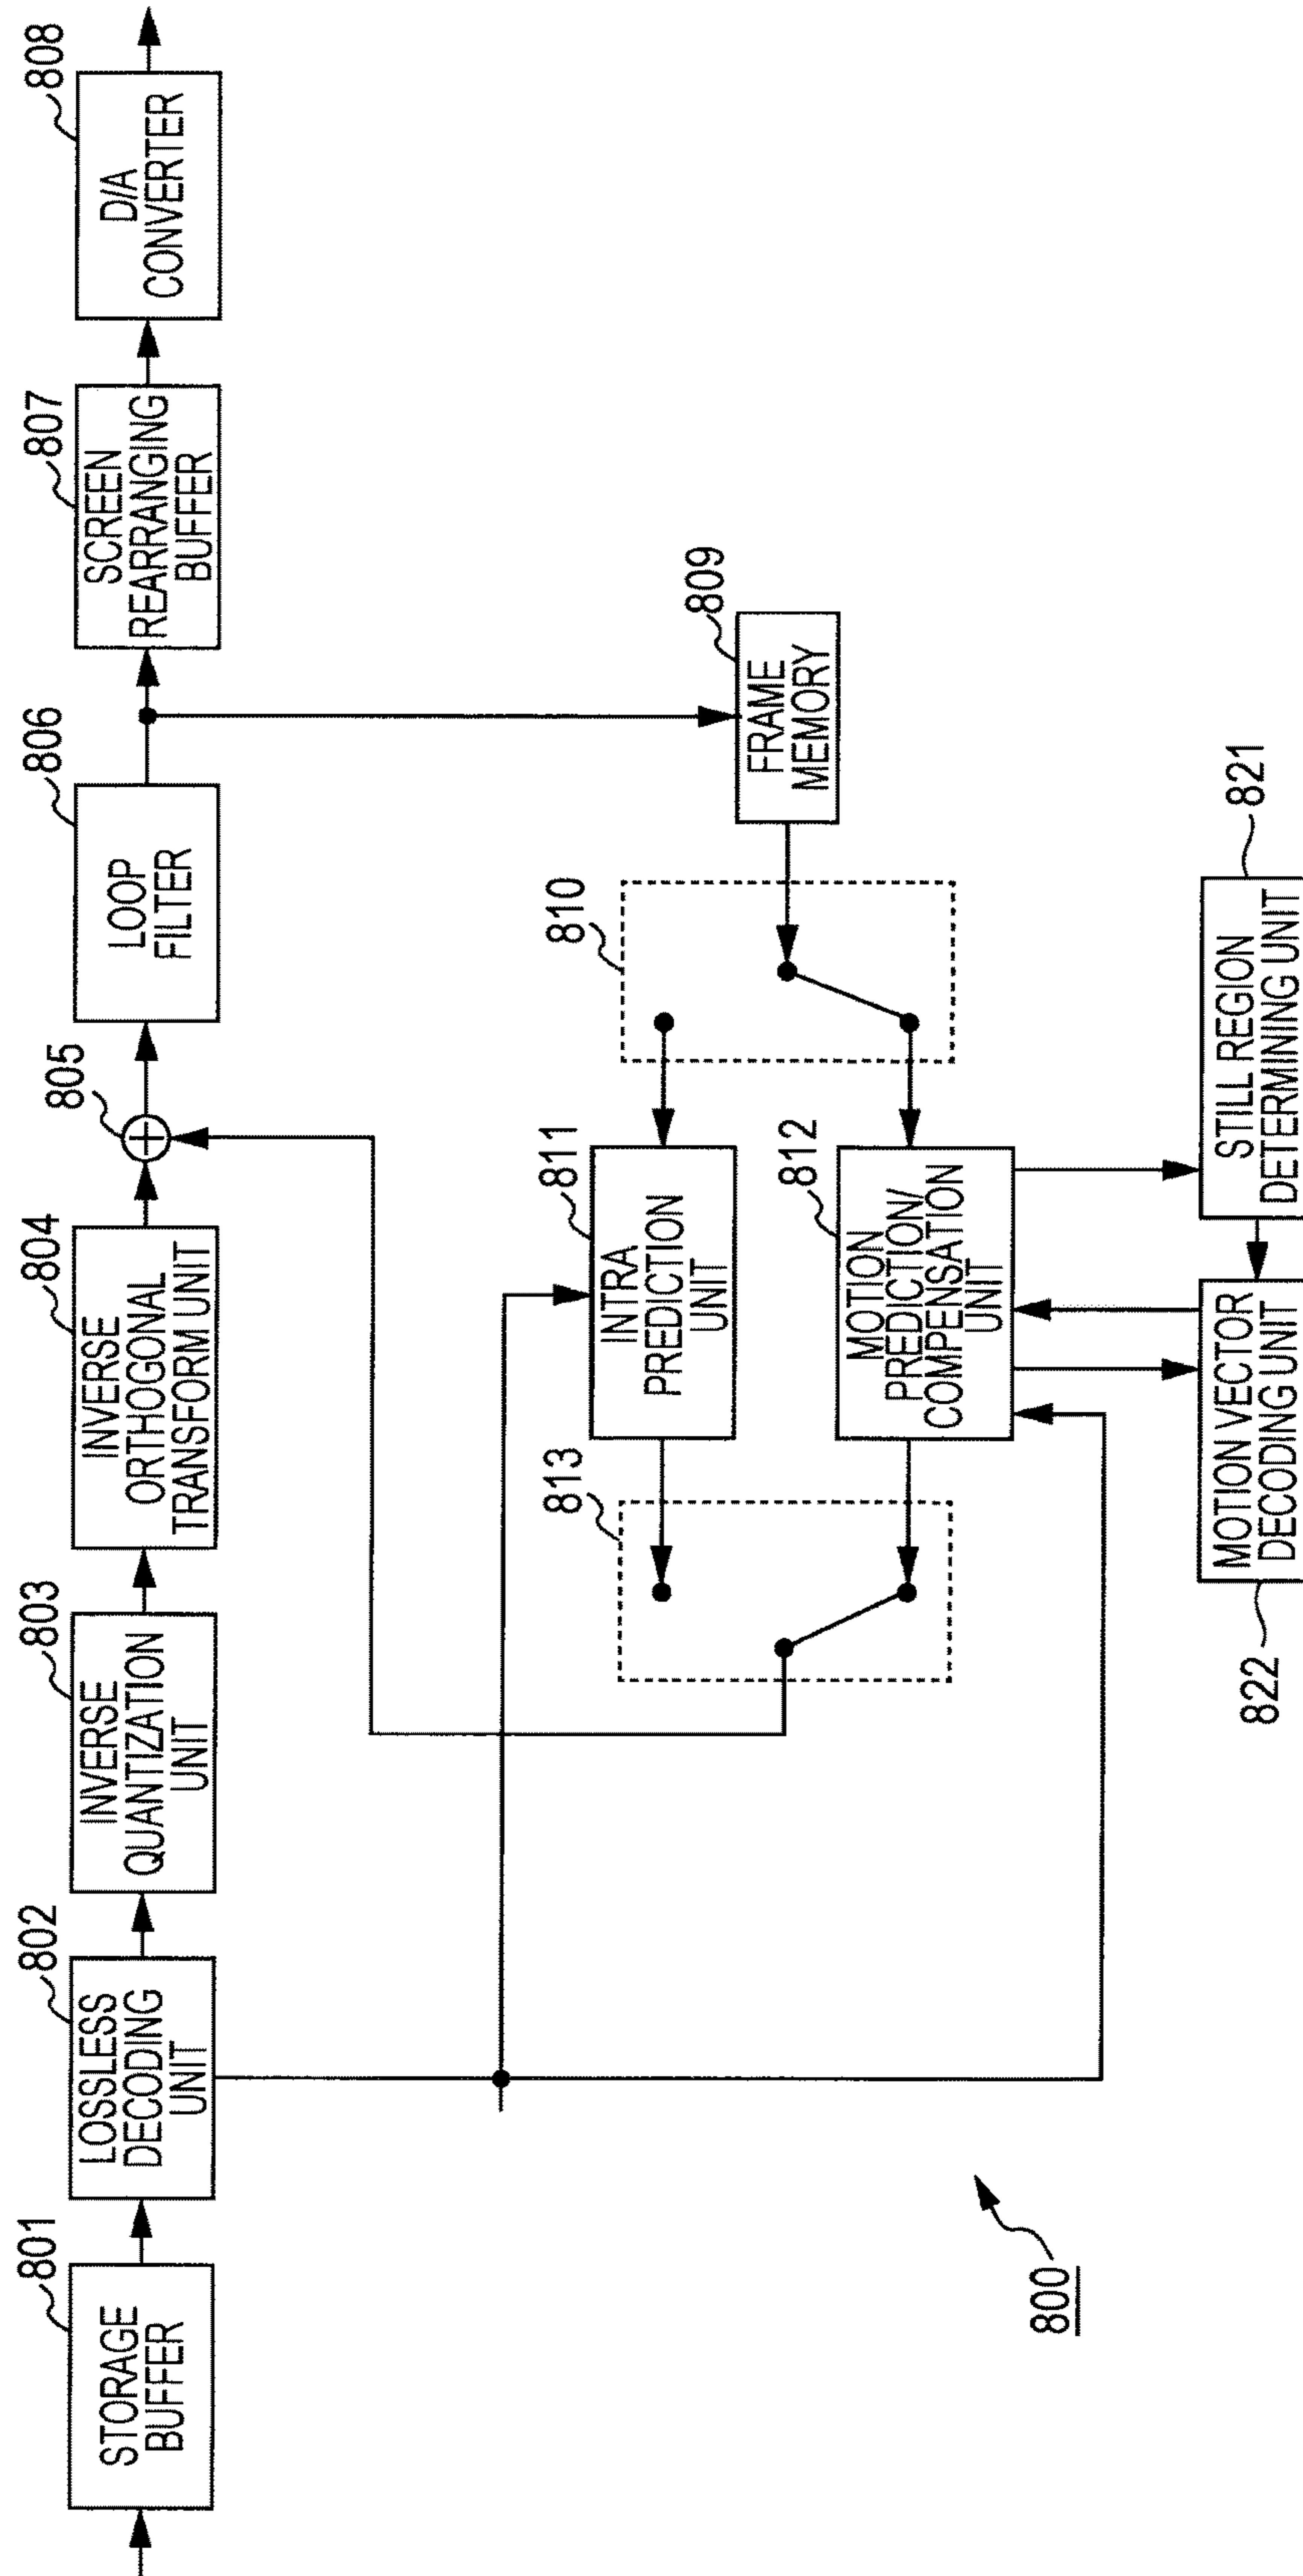 801
STORAGE
BUFFER
802
LOSSLESS
DECODING
UNIT
803
INVERSE
QUANTIZATION
UNIT
804
INVERSE
ORTHOGONAL
TRANSFORM UNIT
805
806
LOOP
FILTER
807
SCREEN
REARRANGING
BUFFER
808
D/A
CONVERTER
809
FRAME
MEMORY
810
811
INTRA
PREDICTION
UNIT
812
MOTION
PREDICTION/
COMPENSATION
UNIT
813
821
STILL REGION
DETERMINING UNIT
822
MOTION VECTOR
DECODING UNIT
800